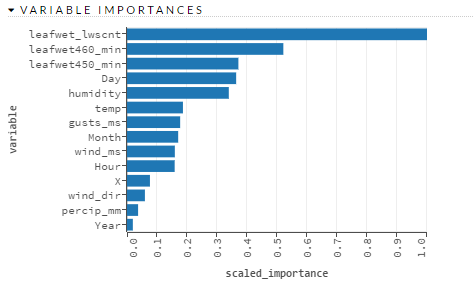 ▾ VARIABLE IMPORTANCES
leafwet_lwscnt
leafwet460_min
leafwet450_min
Day
humidity
temp
gusts_ms
Month
wind_ms
Hour
X
wind_dir
percip_mm
Year
variable
0.0 0.1 0.2 0.3 0.4 0.5 0.6 0.7 0.8 0.9 1.0
scaled_importance